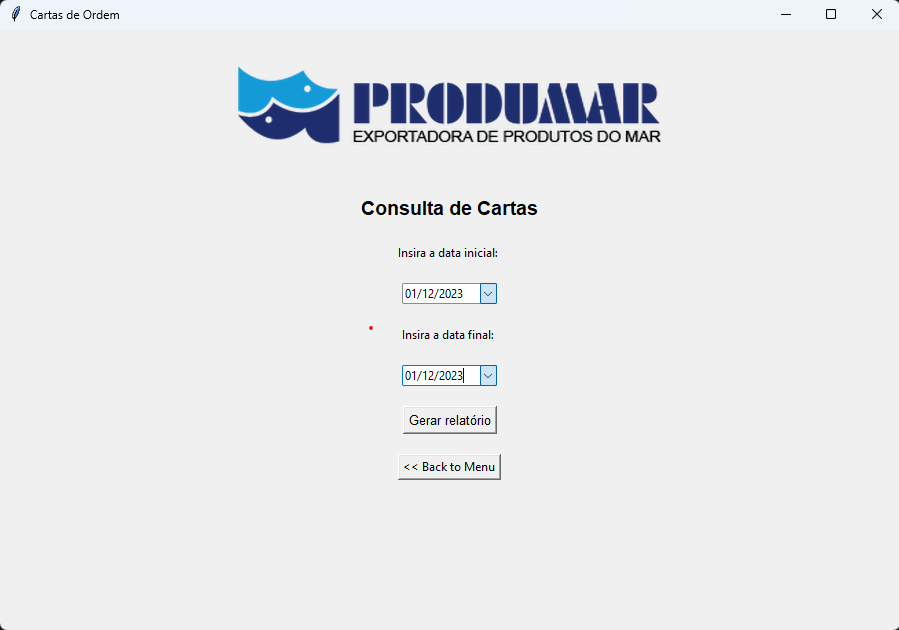 Cartas de Ordem
PRODUMAR
EXPORTADORA DE PRODUTOS DO MAR
Consulta de Cartas
Insira a data inicial:
01/12/2023
Insira a data final:
01/12/2023
Gerar relatório
<< Back to Menu